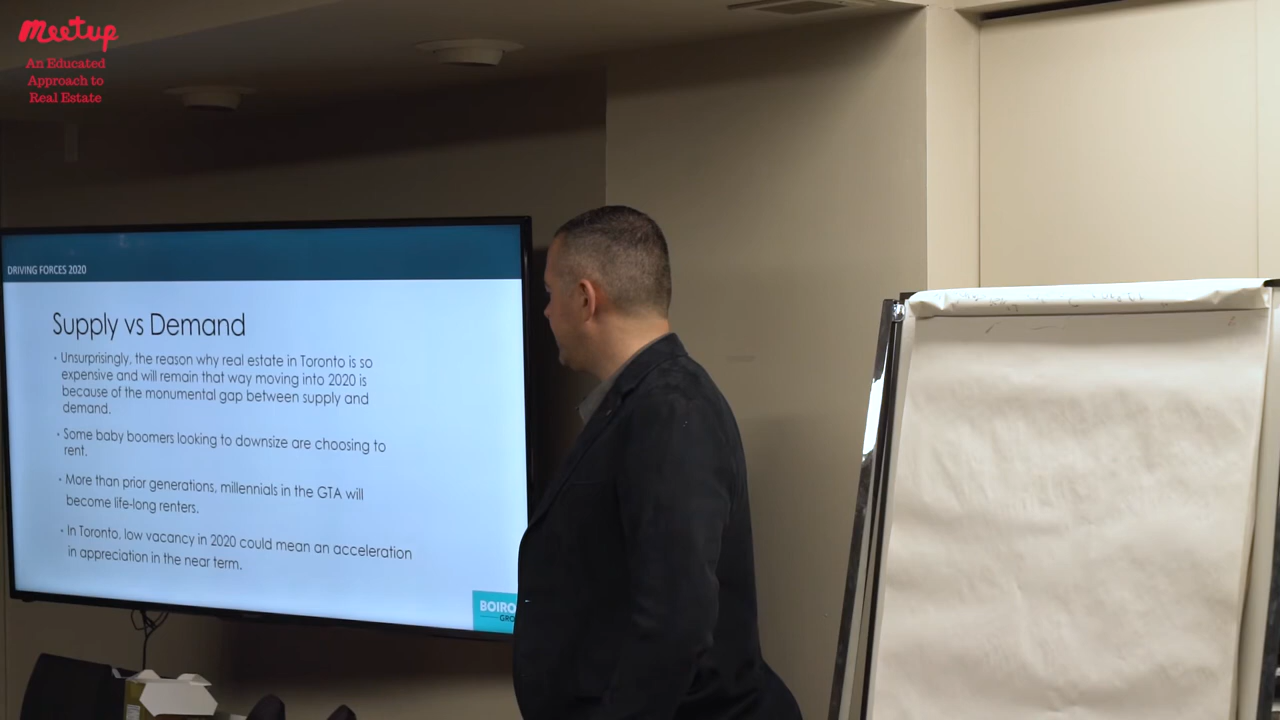 Meetup
An Educated
Approach to
Real Estate
DRIVING FORCES 2020
Supply vs Demand
• Unsurprisingly, the reason why real estate in Toronto is so
expensive and will remain that way moving into 2020 is
because of the monumental gap between supply and
demand.
• Some baby boomers looking to downsize are choosing to
rent.
• More than prior generations, millennials in the GTA will
become life-long renters.
• In Toronto, low vacancy in 2020 could mean an acceleration
in appreciation in the near term.
BOIRO
GRO